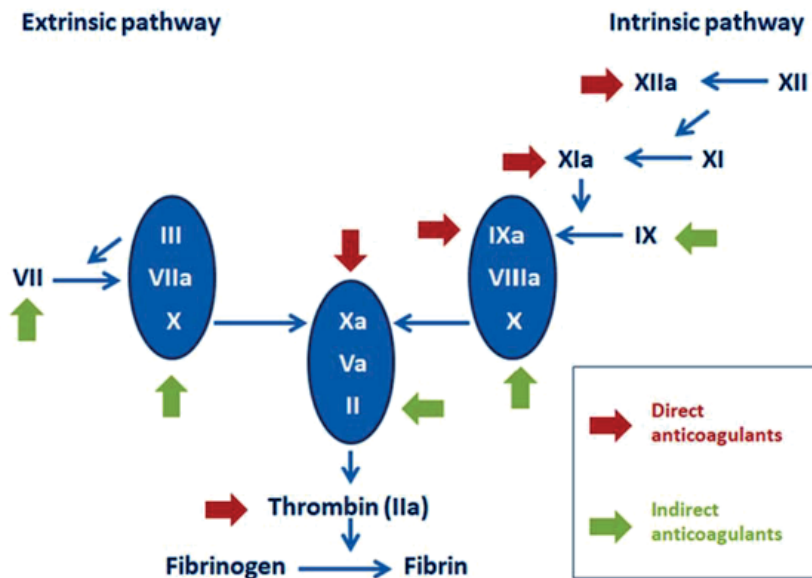 Extrinsic pathway
Intrinsic pathway
XIIa
XII
XIa
XI
III
IXa
IX
VII
VIIa
VIIIa
X
Xa
X
Va
II
Direct
anticoagulants
Thrombin (IIa)
Indirect
anticoagulants
Fibrinogen
Fibrin